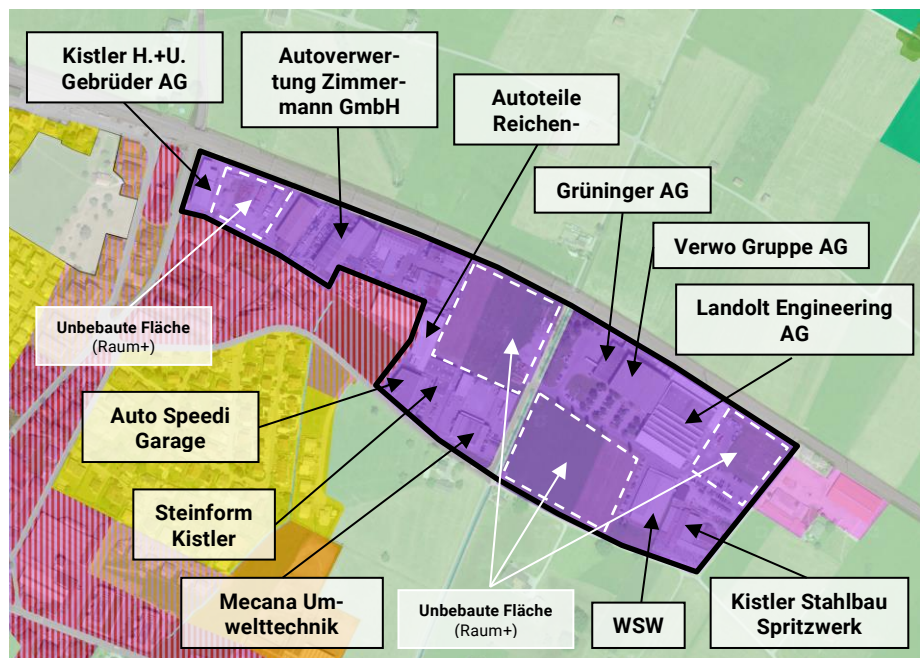 Kistler H.+U.
Gebrüder AG
Autoverwer-
tung Zimmer-
mann GmbH
Autoteile
Reichen-
Grüninger AG
Verwo Gruppe AG
Landolt Engineering
AG
Unbebaute Fläche
(Raum+)
Auto Speedi
Garage
Steinform
Kistler
Mecana Um-
welttechnik
Unbebaute Fläche
(Raum+)
WSW
Kistler Stahlbau
Spritzwerk